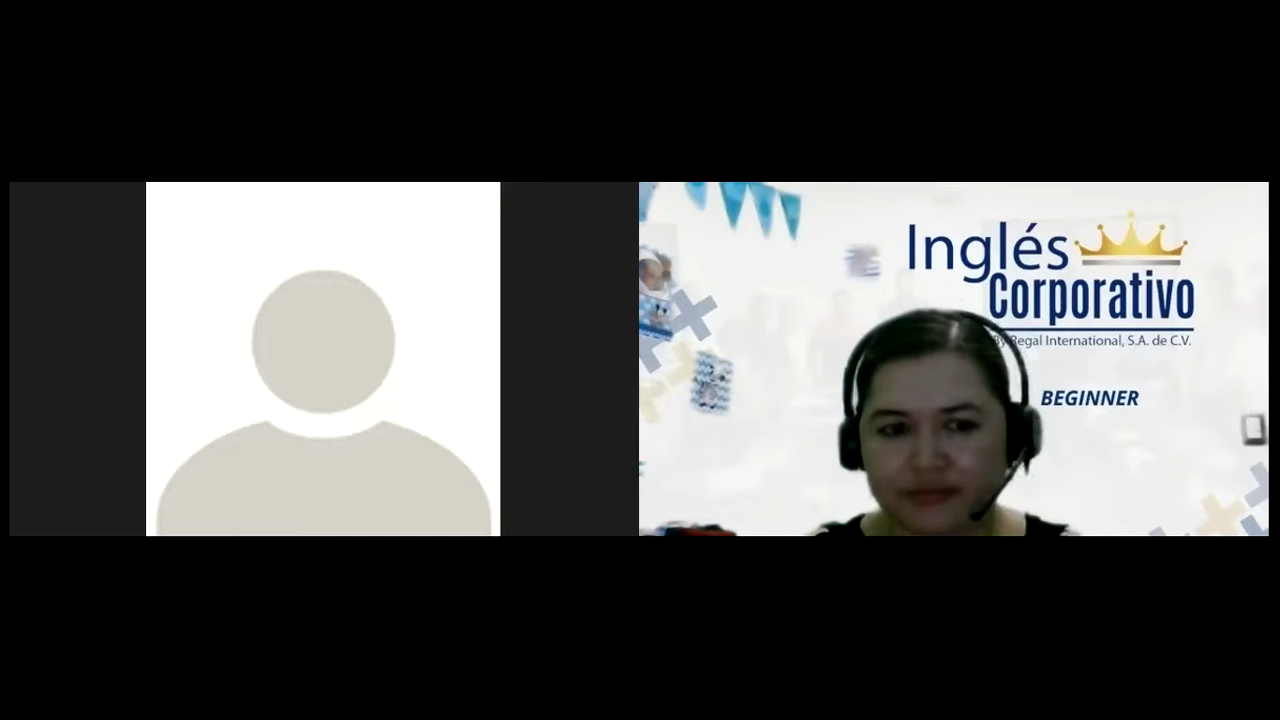 Inglés
Corporativo
By Regal International, S.A. de C.V.
BEGINNER